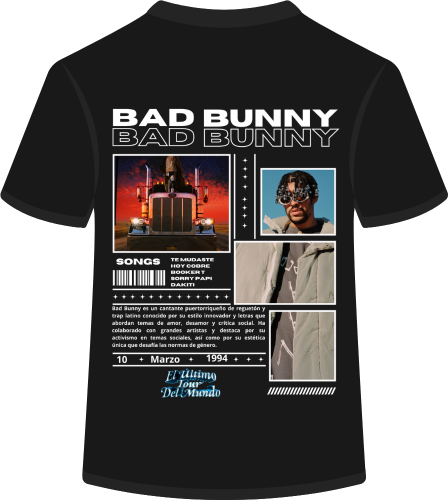 BAD BUNNY
BAD BUNNY
SONGS
TE MUDASTE
HOY COBRE
BOOKER T
SORRY PAPI
DAKITI
Bad Bunny es un cantante puertorriqueño de reguetón y
trap latino conocido por su estilo innovador y letras que
abordan temas de amor, desamor y crítica social. Ha
colaborado con grandes artistas y destaca por su
activismo en temas sociales, así como por su estética
única que desafía las normas de género.
10 Marzo 1994
El Último
Tour
Del Mundo